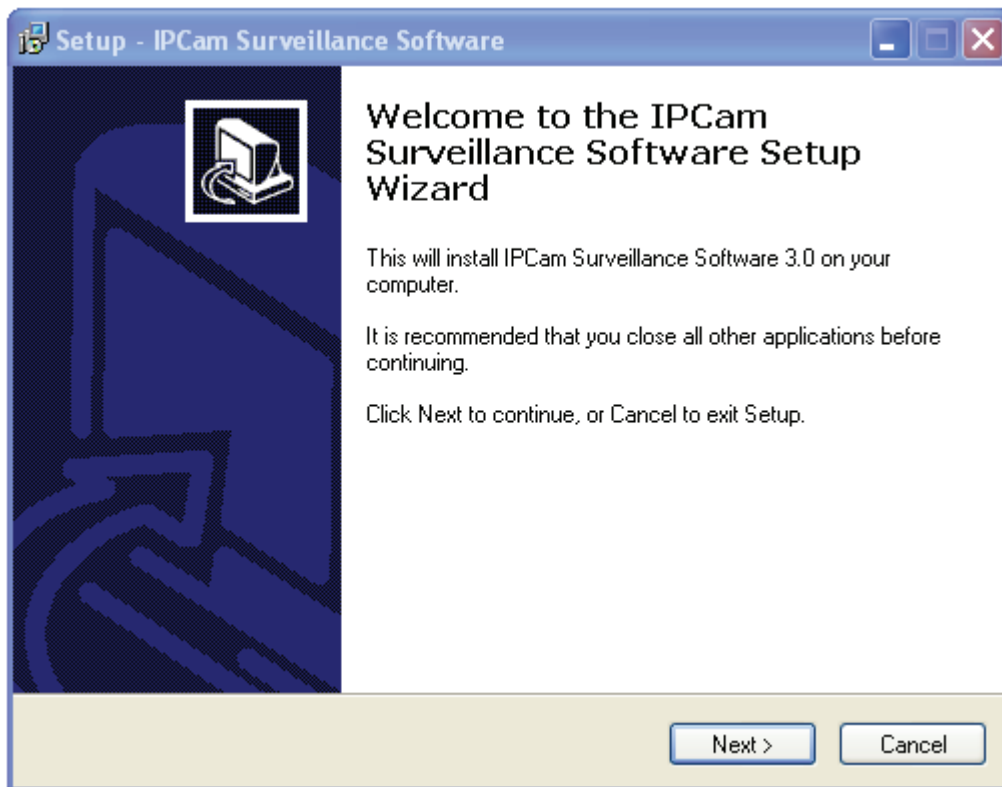 Setup - IPCam Surveillance Software
Welcome to the IPCam
Surveillance Software Setup
Wizard
This will install IPCam Surveillance Software 3.0 on your
computer.
It is recommended that you close all other applications before
continuing.
Click Next to continue, or Cancel to exit Setup.
Next >
Cancel